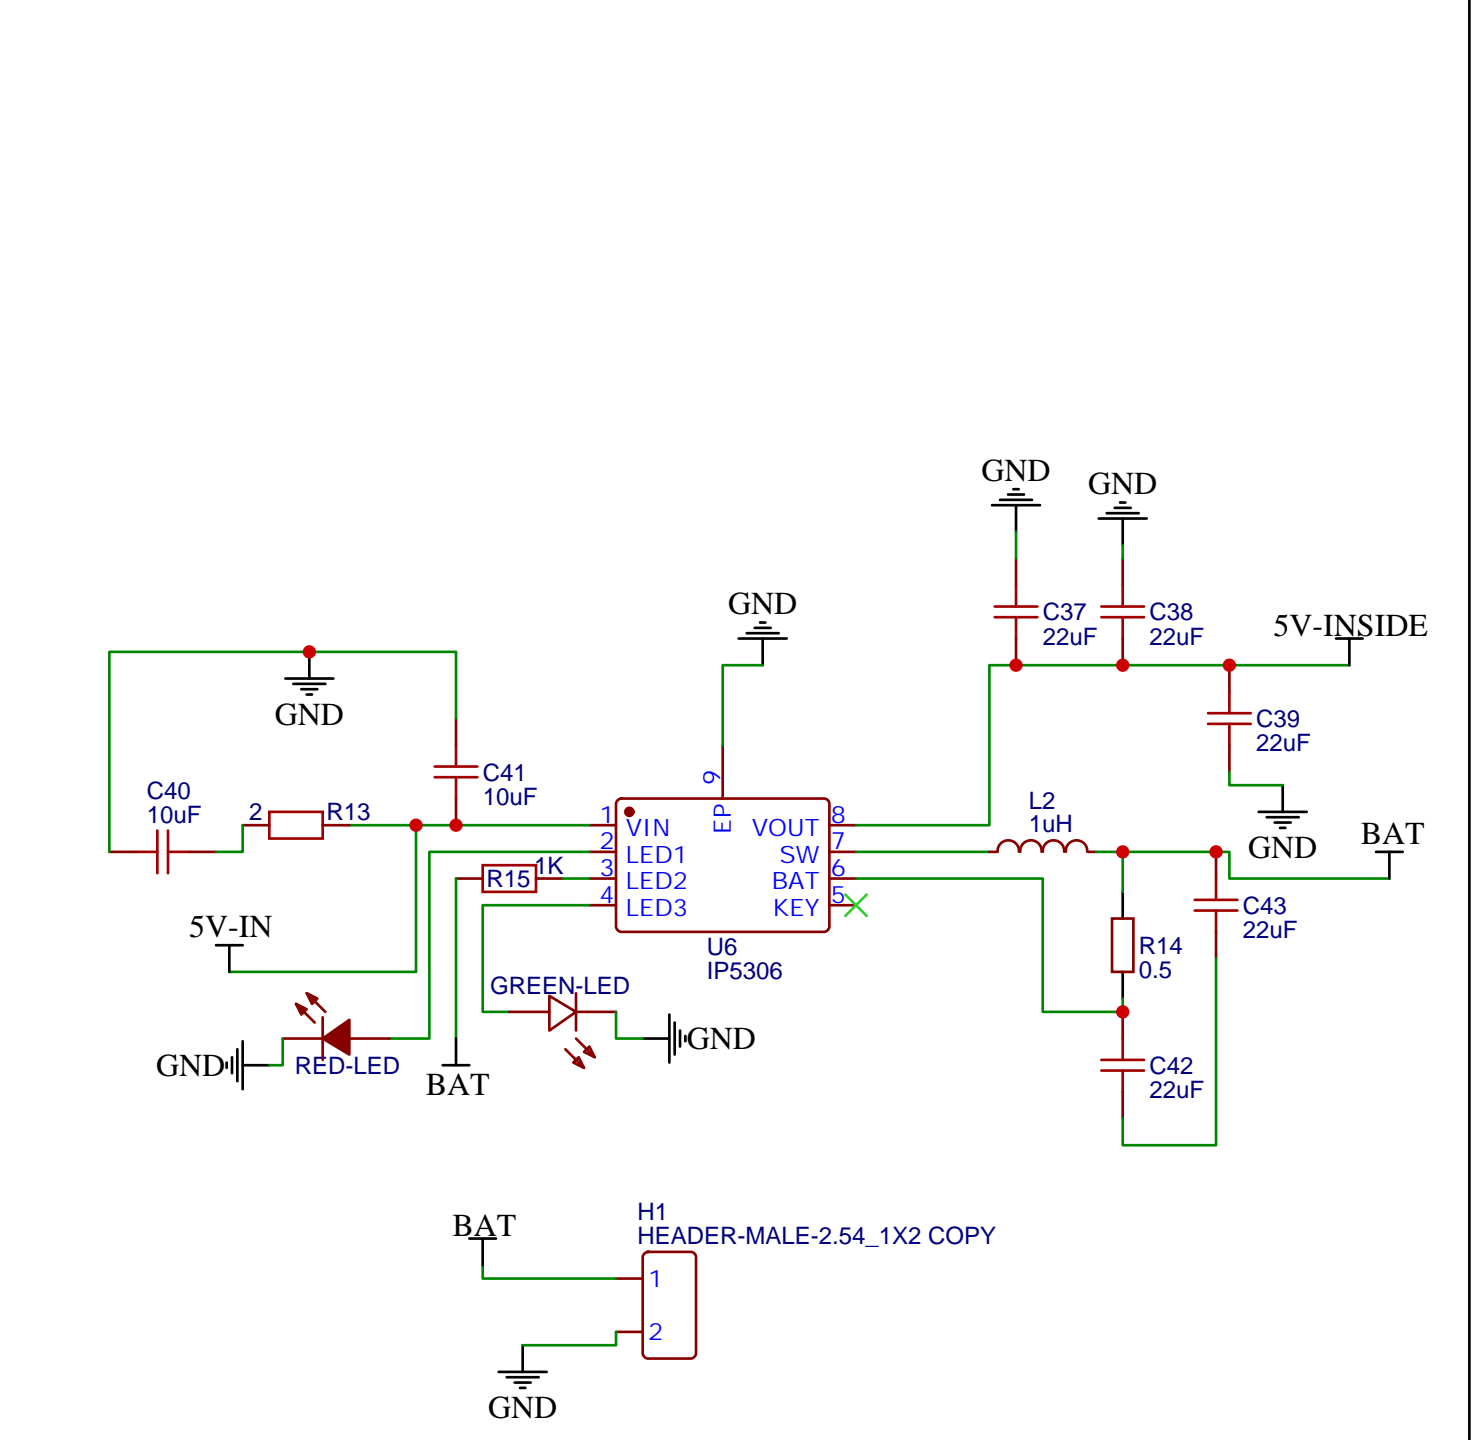 GND
GND
GND
C37
22uF
C38
22uF
5V-INSIDE
GND
C39
22uF
C41
10uF
C40
10uF
2
R13
9
EP
L2
1uH
GND
BAT
1
VIN
VOUT
8
2
LED1
SW
7
R15
1K
3
LED2
BAT
6
4
LED3
KEY
5
U6
IP5306
C43
22uF
R14
0.5
5V-IN
GREEN-LED
GND
GND
RED-LED
BAT
C42
22uF
BAT
H1
HEADER-MALE-2.54_1X2 COPY
1
2
GND